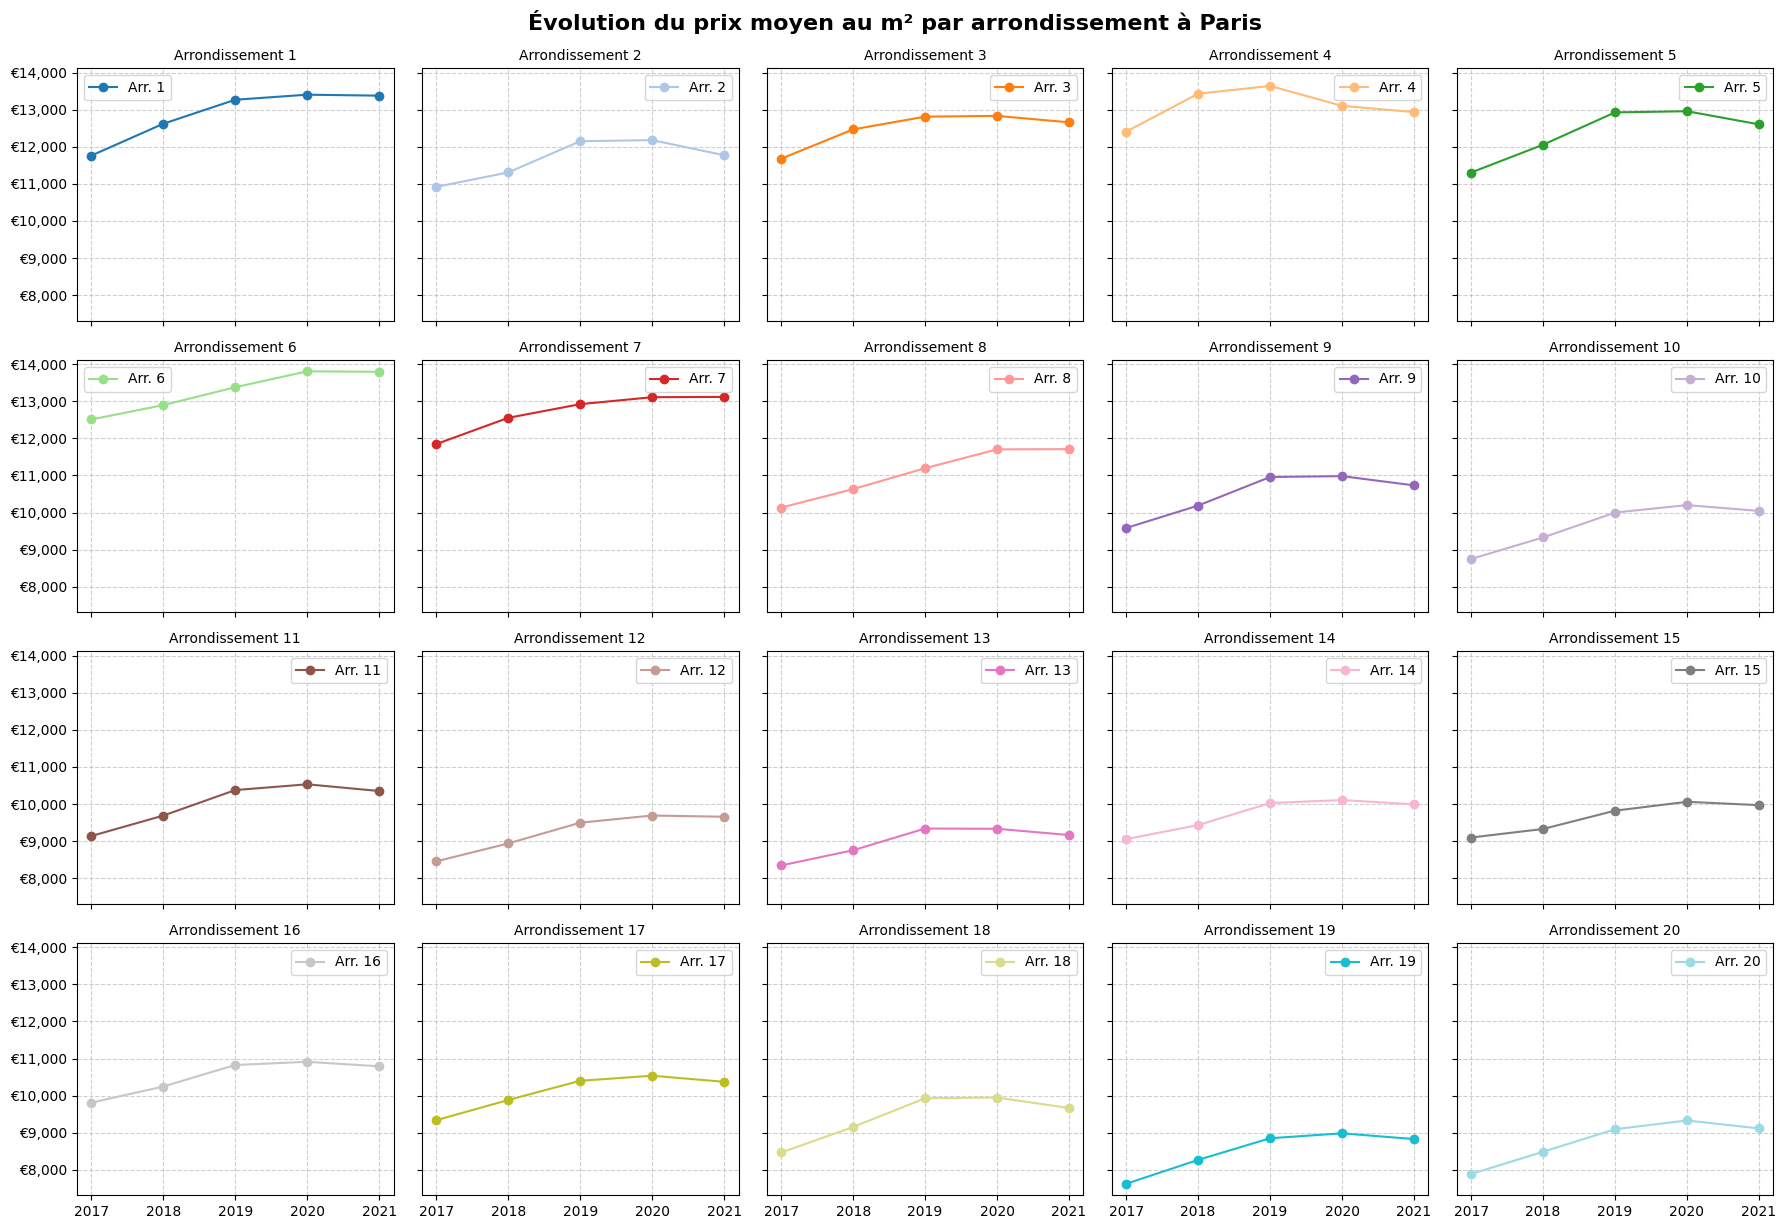 Évolution du prix moyen au m² par arrondissement à Paris
Arrondissement 1
Arrondissement 2
Arrondissement 3
Arrondissement 4
Arrondissement 5
€14,000
€13,000
€12,000
€11,000
€10,000
€9,000
€8,000
Arr. 1
Arr. 2
Arr. 3
Arr. 4
Arr. 5
Arrondissement 6
Arrondissement 7
Arrondissement 8
Arrondissement 9
Arrondissement 10
€14,000
€13,000
€12,000
€11,000
€10,000
€9,000
€8,000
Arr. 6
Arr. 7
Arr. 8
Arr. 9
Arr. 10
Arrondissement 11
Arrondissement 12
Arrondissement 13
Arrondissement 14
Arrondissement 15
€14,000
€13,000
€12,000
€11,000
€10,000
€9,000
€8,000
Arr. 11
Arr. 12
Arr. 13
Arr. 14
Arr. 15
Arrondissement 16
Arrondissement 17
Arrondissement 18
Arrondissement 19
Arrondissement 20
€14,000
€13,000
€12,000
€11,000
€10,000
€9,000
€8,000
Arr. 16
Arr. 17
Arr. 18
Arr. 19
Arr. 20
2017 2018 2019 2020 2021
2017 2018 2019 2020 2021
2017 2018 2019 2020 2021
2017 2018 2019 2020 2021
2017 2018 2019 2020 2021